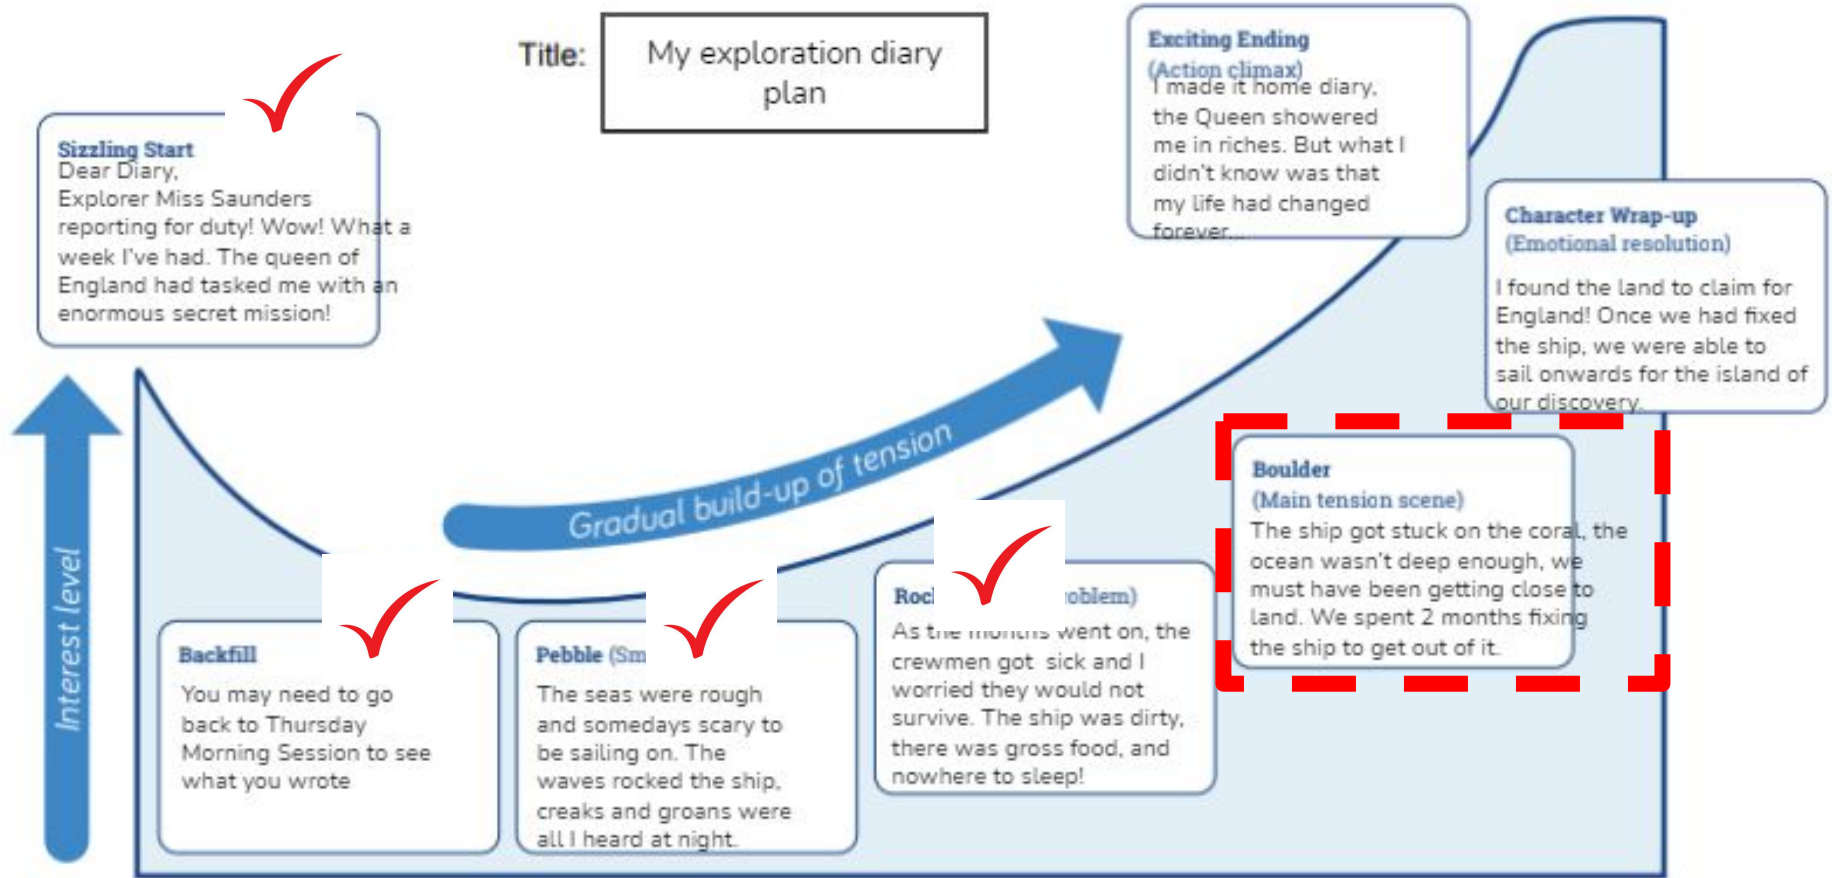 Title:
My exploration diary
plan
Sizzling Start
Dear Diary,
Explorer Miss Saunders
reporting for duty! Wow! What a
week I've had. The queen of
England had tasked me with an
enormous secret mission!
Interest level
Backfill
You may need to go
back to Thursday
Morning Session to see
what you wrote
Gradual build-up of tension
Pebble (Sm
The seas were rough
and somedays scary to
be sailing on. The
waves rocked the ship,
creaks and groans were
all I heard at night.
Roc oblem)
As the months went on, the
crewmen got sick and I
worried they would not
survive. The ship was dirty,
there was gross food, and
nowhere to sleep!
Boulder
(Main tension scene)
The ship got stuck on the coral, the
ocean wasn't deep enough, we
must have been getting close to
land. We spent 2 months fixing
the ship to get out of it.
Exciting Ending
(Action climax)
I made it home diary,
the Queen showered
me in riches. But what I
didn't know was that
my life had changed
forever...
Character Wrap-up
(Emotional resolution)
I found the land to claim for
England! Once we had fixed
the ship, we were able to
sail onwards for the island of
our discovery.